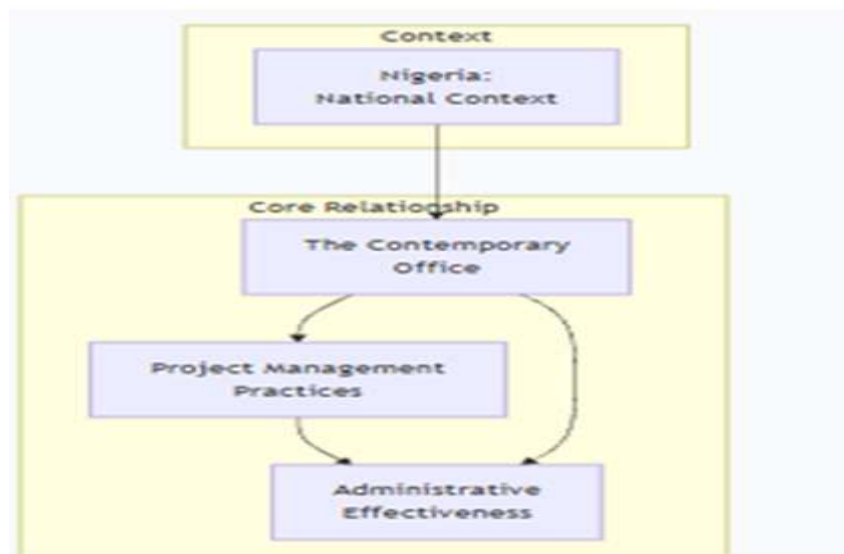 Context
Nigeria:
National Context
Core Relationship
The Contemporary
Office
Project Management
Practices
Administrative
Effectiveness